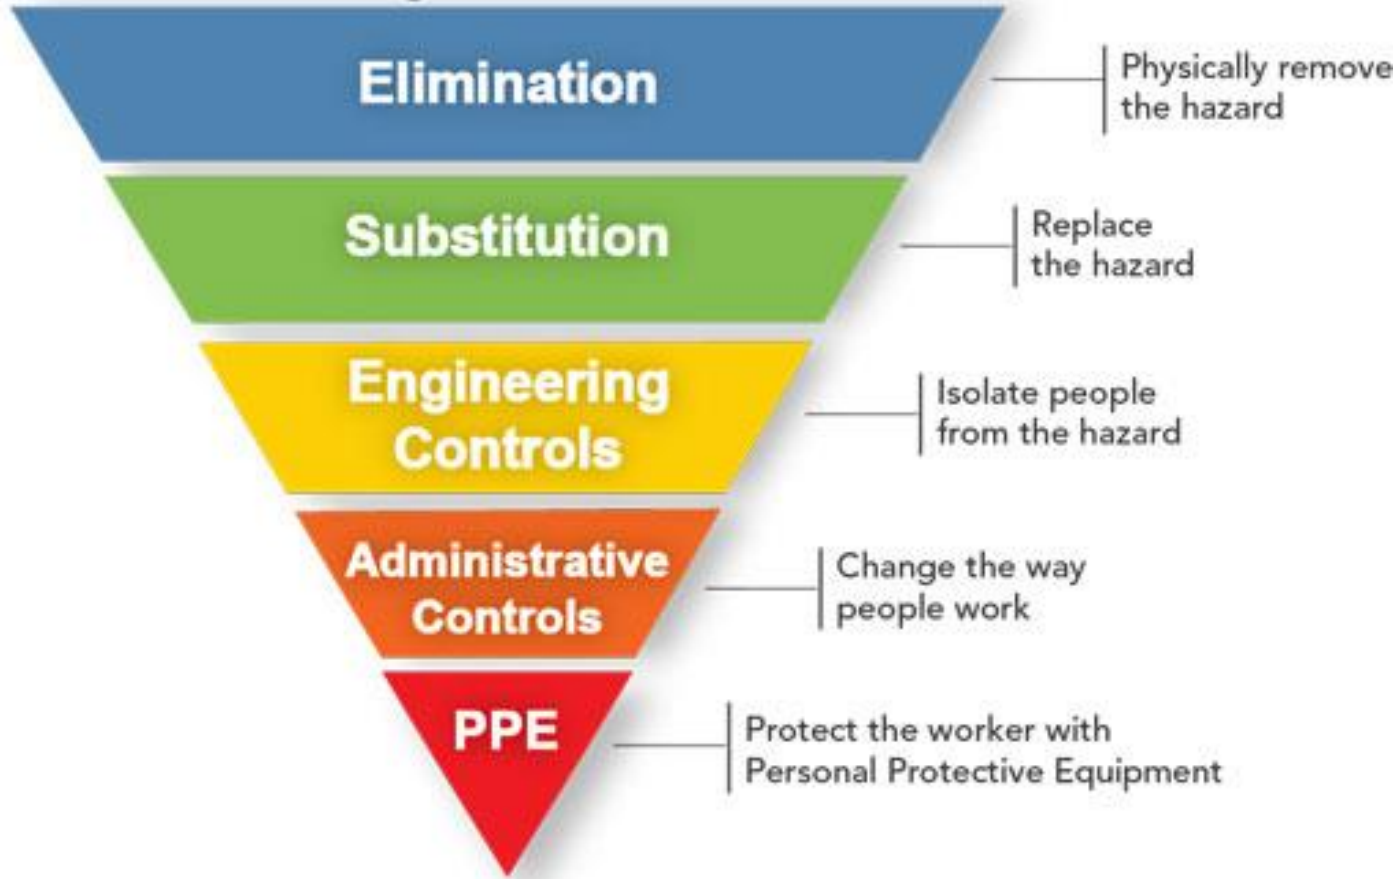 Elimination
Physically remove
the hazard
Substitution
Replace
the hazard
Engineering
Controls
Isolate people
from the hazard
Administrative
Controls
Change the way
people work
PPE
Protect the worker with
Personal Protective Equipment